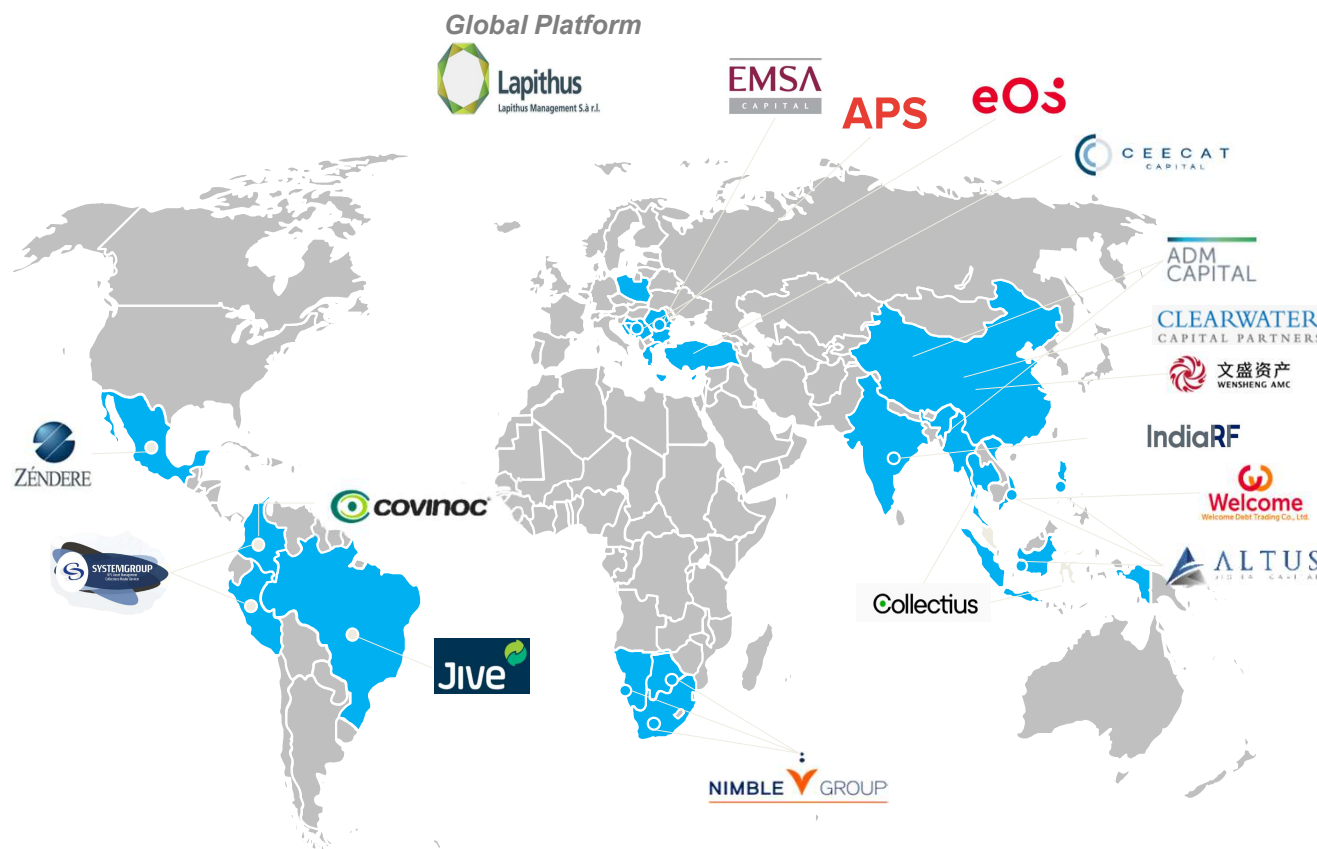 Global Platform
Lapithus
Lapithus Management S.à r.l.
EMSA
CAPITAL
APS
eOS
CEECAT
CAPITAL
ADM
CAPITAL
CLEARWATER
CAPITAL PARTNERS
文盛资产
WENSHENG AMC
IndiaRF
Welcome
Welcome Debt Trading Co., Ltd.
ALTUS
ZÉNDERE
covinoc
SYSTEMGROUP
Collectius
JIve
NIMBLE GROUP